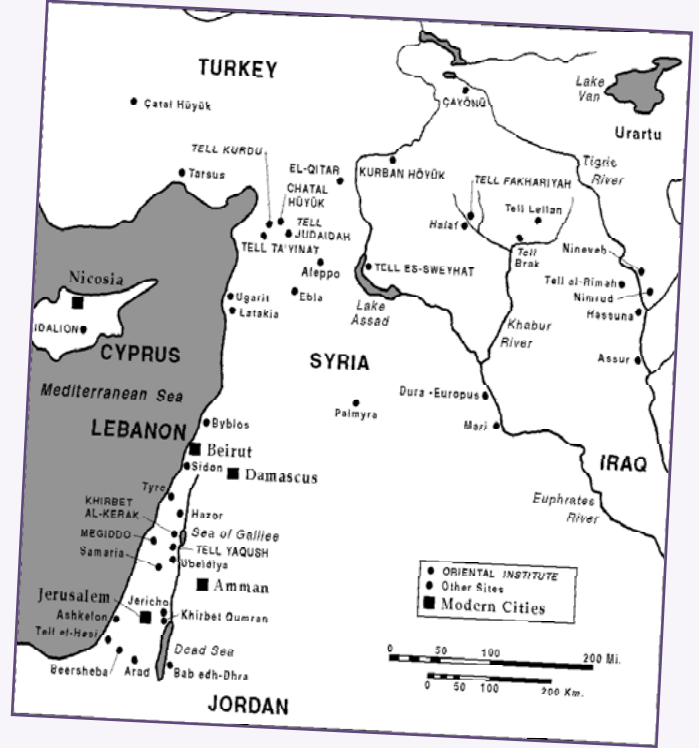 TURKEY
Lake
Van
ÇAYÖNÜ
Çatal Hüyük
Urartu
TELL KURDU
Tigris
River
EL-QITAR
KURBAN HÖYÜK
Tarsus
CHATAL
HÜYÜK
TELL FAKHARIYAH
Tell Leilan
TELL
JUDAIDAH
Halaf
TELL TA'YINAT
Tell
Brak
Nineveh
Aleppo
TELL ES-SWEYHAT
Nicosia
Tell al-Rimah
Nimrud
Ugarit
Ebla
Latakia
Lake
Assad
Hassuna
IDALION
Khabur
River
CYPRUS
SYRIA
Assur
Mediterranean Sea
Dura-Europus
Palmyra
Byblos
Mari
LEBANON
Beirut
IRAQ
Sidon
Damascus
Tyre
KHIRBET
AL-KERAK
Hazor
Euphrates
River
MEGIDDO
Sea of Galilee
TELL YAQUSH
Samaria
Ubeidiya
ORIENTAL INSTITUTE
Other Sites
Modern Cities
Amman
Jerusalem
Jericho
Ashkelon
Khirbet Qumran
Tell el-Hesi
Dead Sea
0 50 100 200 Mi.
Beersheba
Arad
Bab edh-Dhra
0 50 100 200 Km.
JORDAN